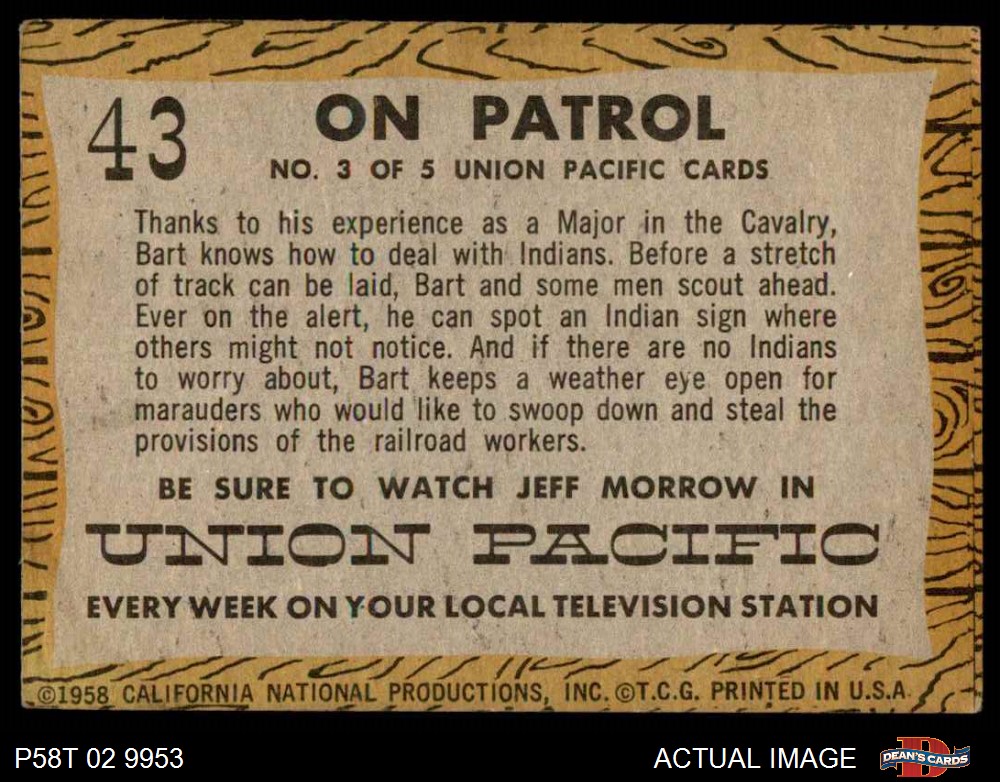 43
ON PATROL
NO. 3 OF 5 UNION PACIFIC CARDS
Thanks to his experience as a Major in the Cavalry,
Bart knows how to deal with Indians. Before a stretch
of track can be laid, Bart and some men scout ahead.
Ever on the alert, he can spot an Indian sign where
others might not notice. And if there are no Indians
to worry about, Bart keeps a weather eye open for
marauders who would like to swoop down and steal the
provisions of the railroad workers.
BE SURE TO WATCH JEFF MORROW IN
UNION PACIFIC
EVERY WEEK ON YOUR LOCAL TELEVISION STATION
©1958 CALIFORNIA NATIONAL PRODUCTIONS, INC. ©T.C.G. PRINTED IN U.S.A.
P58T 02 9953
ACTUAL IMAGE
D
DEAN'S CARDS